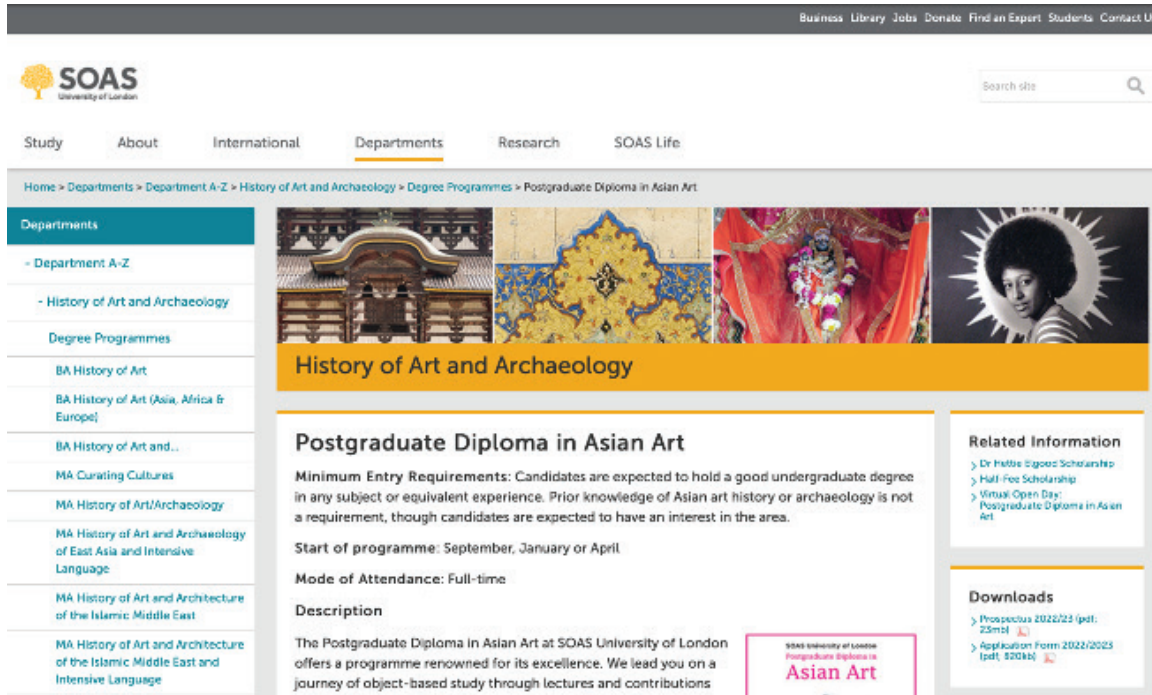 Business Library Jobs Donate Find an Expert Students Contact U
SOAS
University of London
Search site
Study About International Departments Research SOAS Life
Home > Departments > Department A-Z > History of Art and Archaeology > Degree Programmes > Postgraduate Diploma in Asian Art
Departments
- Department A-Z
- History of Art and Archaeology
Degree Programmes
BA History of Art
BA History of Art (Asia, Africa &
Europe)
BA History of Art and...
MA Curating Cultures
MA History of Art/Archaeology
MA History of Art and Archaeology
of East Asia and Intensive
Language
MA History of Art and Architecture
of the Islamic Middle East
MA History of Art and Architecture
of the Islamic Middle East and
Intensive Language
History of Art and Archaeology
Postgraduate Diploma in Asian Art
Minimum Entry Requirements: Candidates are expected to hold a good undergraduate degree
in any subject or equivalent experience. Prior knowledge of Asian art history or archaeology is not
a requirement, though candidates are expected to have an interest in the area.
Start of programme: September, January or April
Mode of Attendance: Full-time
Description
The Postgraduate Diploma in Asian Art at SOAS University of London
offers a programme renowned for its excellence. We lead you on a
journey of object-based study through lectures and contributions
SOAS University of London
Postgraduate Diploma in
Asian Art
Related Information
Dr Hettie Elgood Scholarship
Half-Fee Scholarship
Virtual Open Day:
Postgraduate Diploma in Asian
Art
Downloads
Prospectus 2022/23 (pdf;
23mb)
Application Form 2022/2023
(pdf; 820kb)